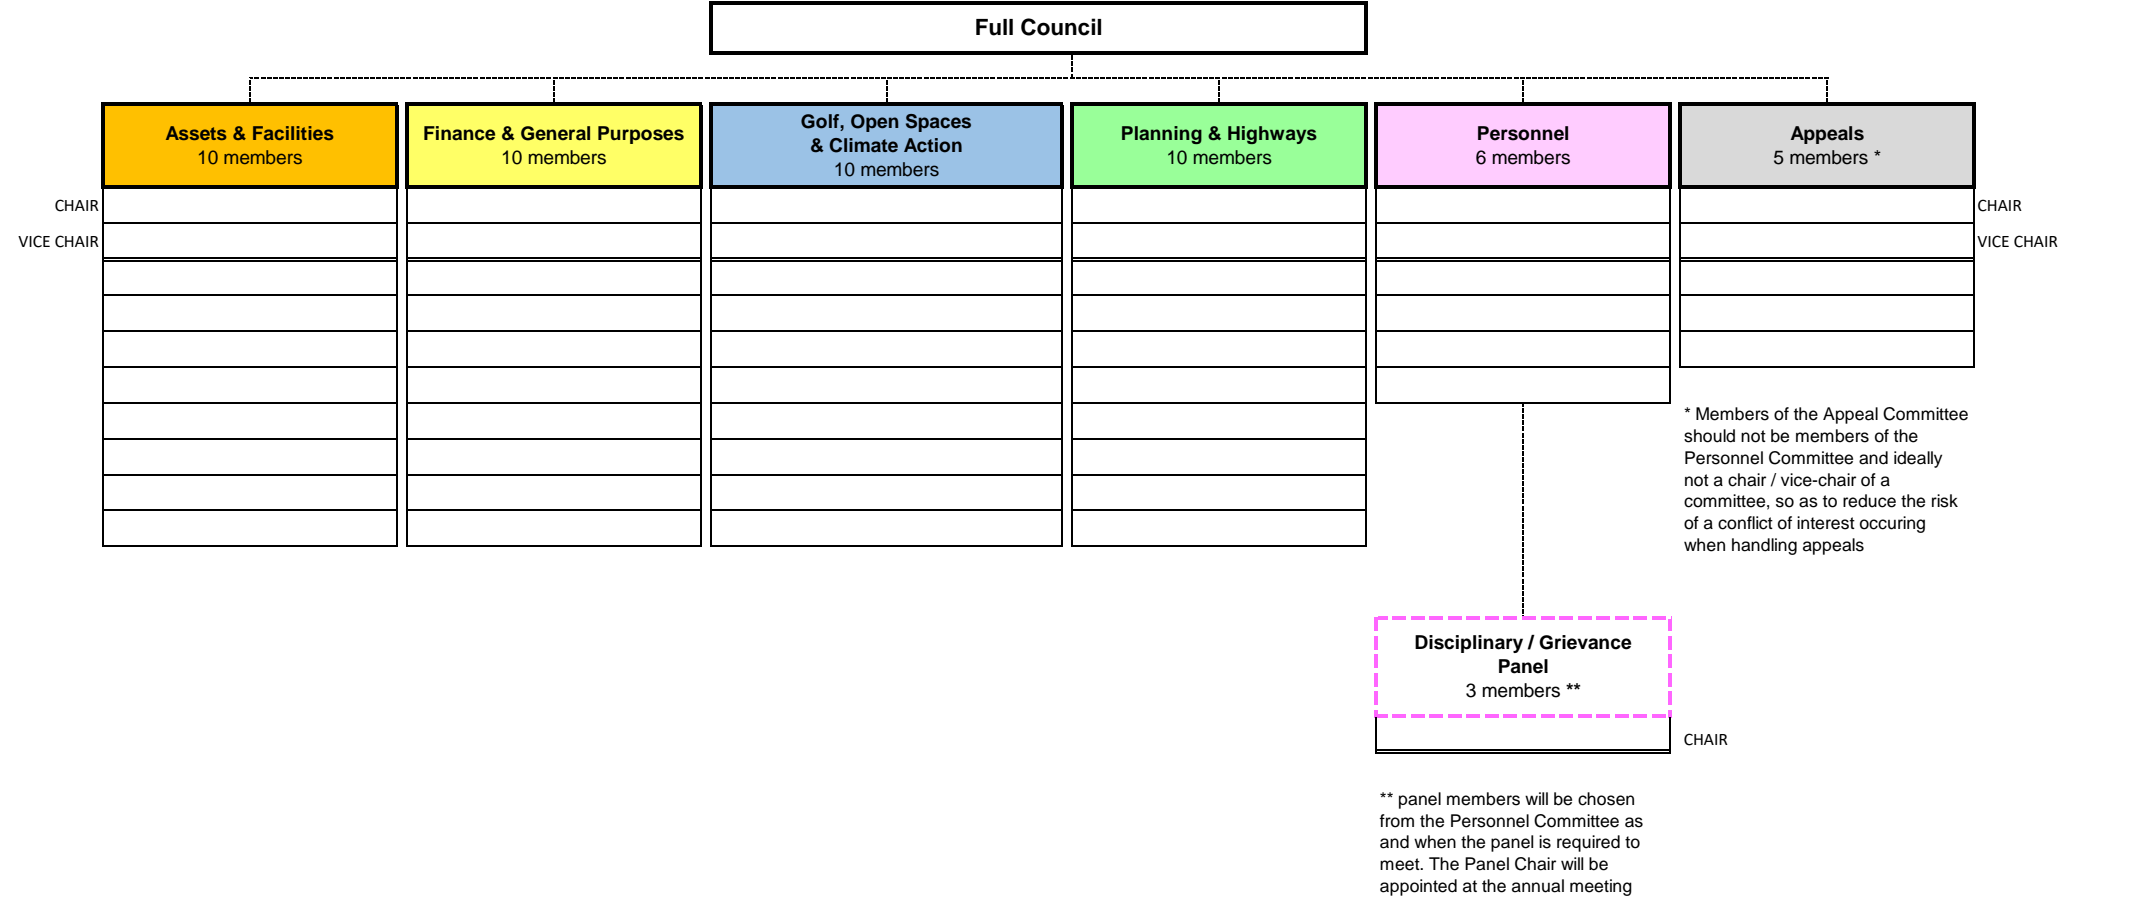 Full Council
Assets & Facilities
10 members
Finance & General Purposes
10 members
Golf, Open Spaces
& Climate Action
10 members
Planning & Highways
10 members
Personnel
6 members
Appeals
5 members *
CHAIR
CHAIR
VICE CHAIR
VICE CHAIR
* Members of the Appeal Committee
should not be members of the
Personnel Committee and ideally
not a chair / vice-chair of a
committee, so as to reduce the risk
of a conflict of interest occuring
when handling appeals
Disciplinary / Grievance
Panel
3 members **
CHAIR
** panel members will be chosen
from the Personnel Committee as
and when the panel is required to
meet. The Panel Chair will be
appointed at the annual meeting